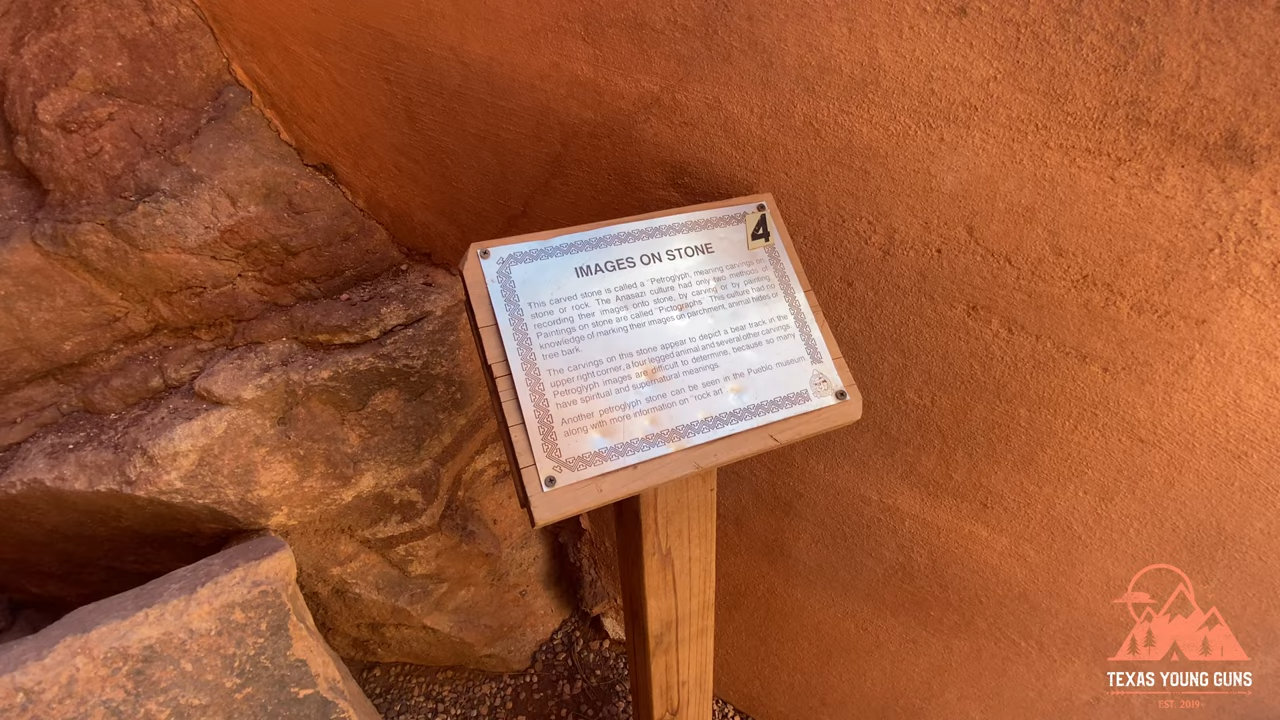 4
IMAGES ON STONE
This carved stone is called a "Petroglyph, meaning carvings on
stone or rock. The Anasazi culture had only two methods of
recording their images onto stone, by carving or by painting.
Paintings on stone are called "Pictographs" This culture had no
knowledge of marking their images on parchment, animal hides or
tree bark.
The carvings on this stone appear to depict a bear track in the
upper right corner, a four legged animal and several other carvings.
Petroglyph images are difficult to determine, because so many
have spiritual and supernatural meanings.
Another petroglyph stone can be seen in the Pueblo museum
along with more information on "rock art"
TEXAS YOUNG GUNS
EST. 2019